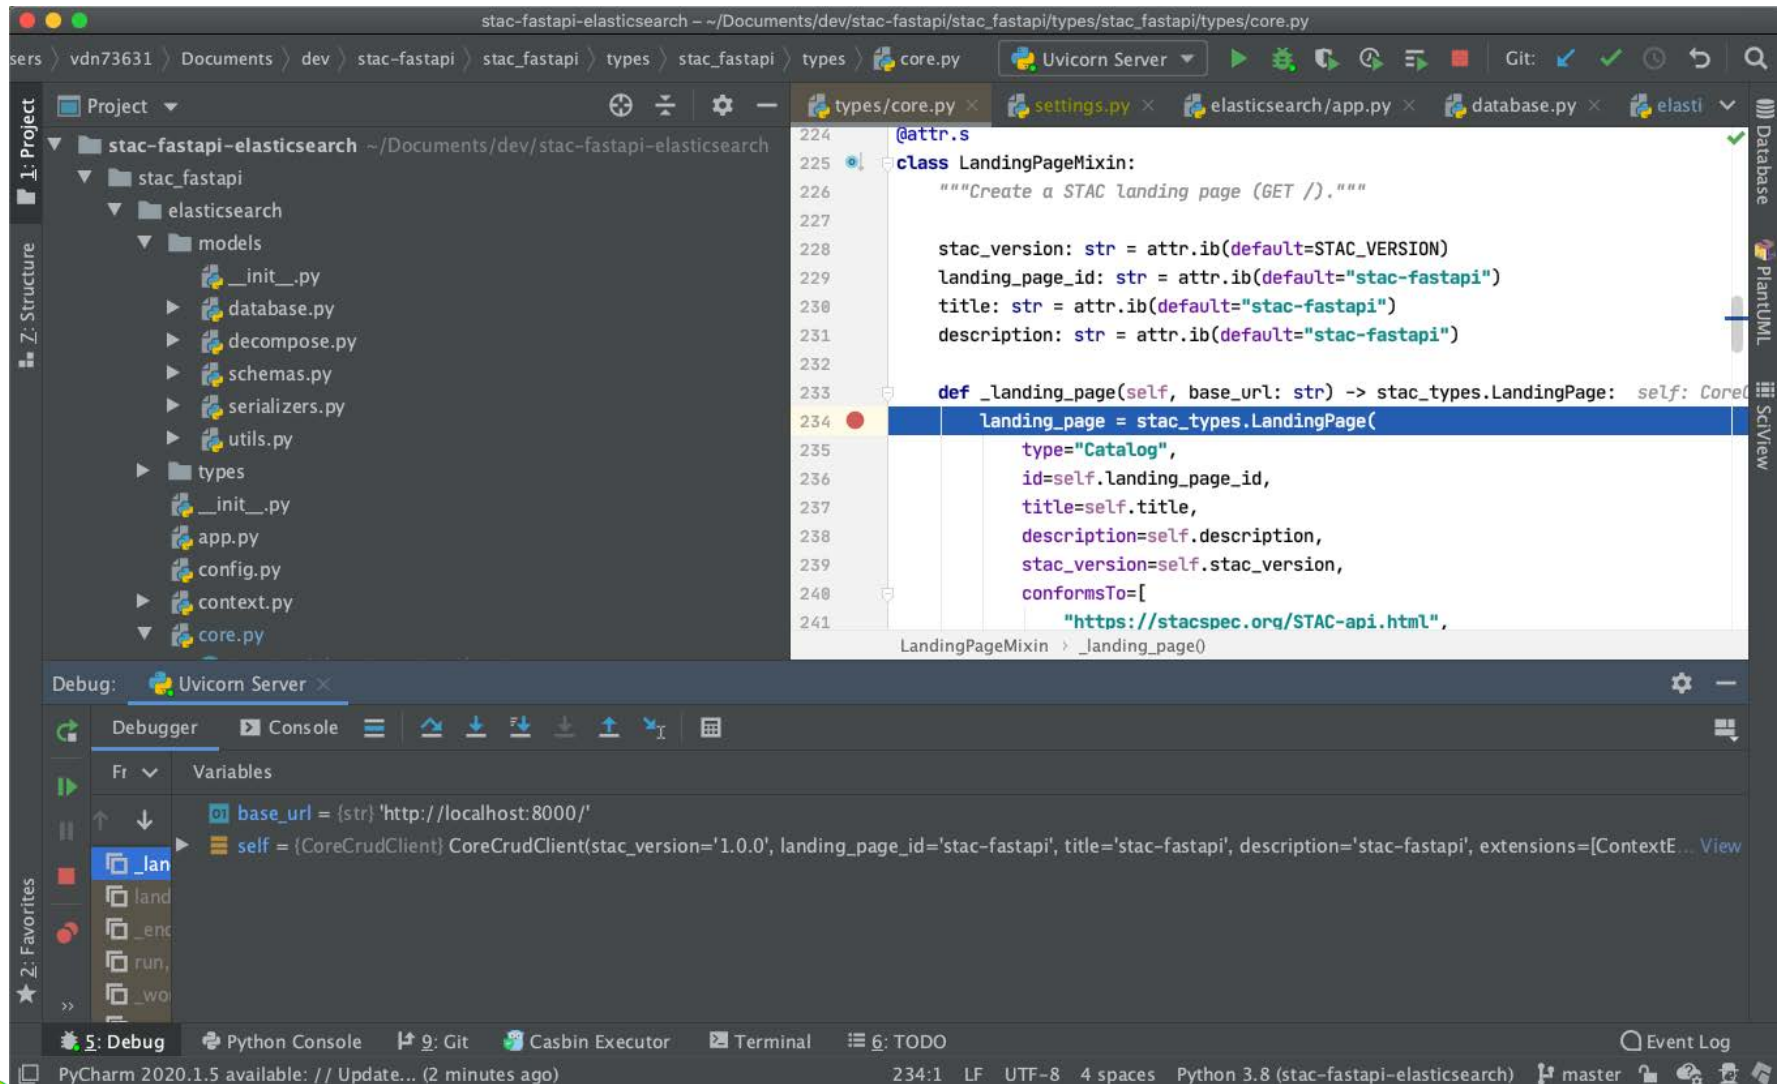 stac-fastapi-elasticsearch – ~/Documents/dev/stac-fastapi/stac_fastapi/types/stac_fastapi/types/core.py
sers vdn73631 Documents dev stac-fastapi stac_fastapi types stac_fastapi types core.py Uvicorn Server Git:
1: Project
Z: Structure
2: Favorites
Project
stac-fastapi-elasticsearch ~/Documents/dev/stac-fastapi-elasticsearch
stac_fastapi
elasticsearch
models
__init__.py
database.py
decompose.py
schemas.py
serializers.py
utils.py
types
__init__.py
app.py
config.py
context.py
core.py
types/core.py settings.py elasticsearch/app.py database.py elasti
224 @attr.s
225 class LandingPageMixin:
226 """Create a STAC landing page (GET /)."""
227
228 stac_version: str = attr.ib(default=STAC_VERSION)
229 landing_page_id: str = attr.ib(default="stac-fastapi")
230 title: str = attr.ib(default="stac-fastapi")
231 description: str = attr.ib(default="stac-fastapi")
232
233 def _landing_page(self, base_url: str) -> stac_types.LandingPage: self: CoreC
234 landing_page = stac_types.LandingPage(
235 type="Catalog",
236 id=self.landing_page_id,
237 title=self.title,
238 description=self.description,
239 stac_version=self.stac_version,
240 conformsTo=[
241 "https://stacspec.org/STAC-api.html",
LandingPageMixin _landing_page()
Database
PlantUML
SciView
Debug: Uvicorn Server
Debugger Console
Fr Variables
base_url = {str} 'http://localhost:8000/'
self = {CoreCrudClient} CoreCrudClient(stac_version='1.0.0', landing_page_id='stac-fastapi', title='stac-fastapi', description='stac-fastapi', extensions=[ContextE... View
_lan
land
_end
run,
_wo
5: Debug Python Console 9: Git Casbin Executor Terminal 6: TODO Event Log
PyCharm 2020.1.5 available: // Update... (2 minutes ago) 234:1 LF UTF-8 4 spaces Python 3.8 (stac-fastapi-elasticsearch) master